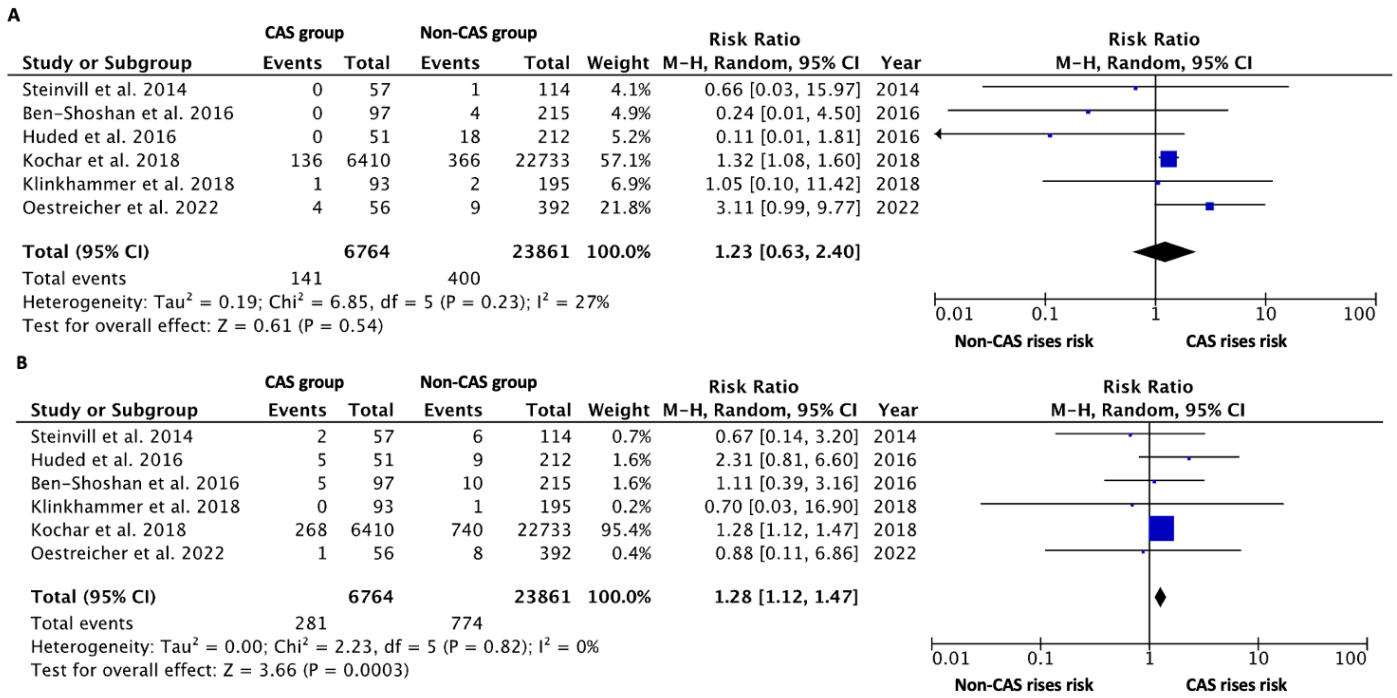 A
CAS group Non-CAS group Risk Ratio Risk Ratio
Study or Subgroup Events Total Events Total Weight M-H, Random, 95% CI Year M-H, Random, 95% CI
Steinvill et al. 2014 0 57 1 114 4.1% 0.66 [0.03, 15.97] 2014
Ben-Shoshan et al. 2016 0 97 4 215 4.9% 0.24 [0.01, 4.50] 2016
Huded et al. 2016 0 51 18 212 5.2% 0.11 [0.01, 1.81] 2016
Kochar et al. 2018 136 6410 366 22733 57.1% 1.32 [1.08, 1.60] 2018
Klinkhammer et al. 2018 1 93 2 195 6.9% 1.05 [0.10, 11.42] 2018
Oestreicher et al. 2022 4 56 9 392 21.8% 3.11 [0.99, 9.77] 2022
Total (95% CI) 6764 23861 100.0% 1.23 [0.63, 2.40]
Total events 141 400
Heterogeneity: Tau² = 0.19; Chi² = 6.85, df = 5 (P = 0.23); I² = 27%
Test for overall effect: Z = 0.61 (P = 0.54)
0.01 0.1 1 10 100
Non-CAS rises risk CAS rises risk
B
CAS group Non-CAS group Risk Ratio Risk Ratio
Study or Subgroup Events Total Events Total Weight M-H, Random, 95% CI Year M-H, Random, 95% CI
Steinvill et al. 2014 2 57 6 114 0.7% 0.67 [0.14, 3.20] 2014
Huded et al. 2016 5 51 9 212 1.6% 2.31 [0.81, 6.60] 2016
Ben-Shoshan et al. 2016 5 97 10 215 1.6% 1.11 [0.39, 3.16] 2016
Klinkhammer et al. 2018 0 93 1 195 0.2% 0.70 [0.03, 16.90] 2018
Kochar et al. 2018 268 6410 740 22733 95.4% 1.28 [1.12, 1.47] 2018
Oestreicher et al. 2022 1 56 8 392 0.4% 0.88 [0.11, 6.86] 2022
Total (95% CI) 6764 23861 100.0% 1.28 [1.12, 1.47]
Total events 281 774
Heterogeneity: Tau² = 0.00; Chi² = 2.23, df = 5 (P = 0.82); I² = 0%
Test for overall effect: Z = 3.66 (P = 0.0003)
0.01 0.1 1 10 100
Non-CAS rises risk CAS rises risk